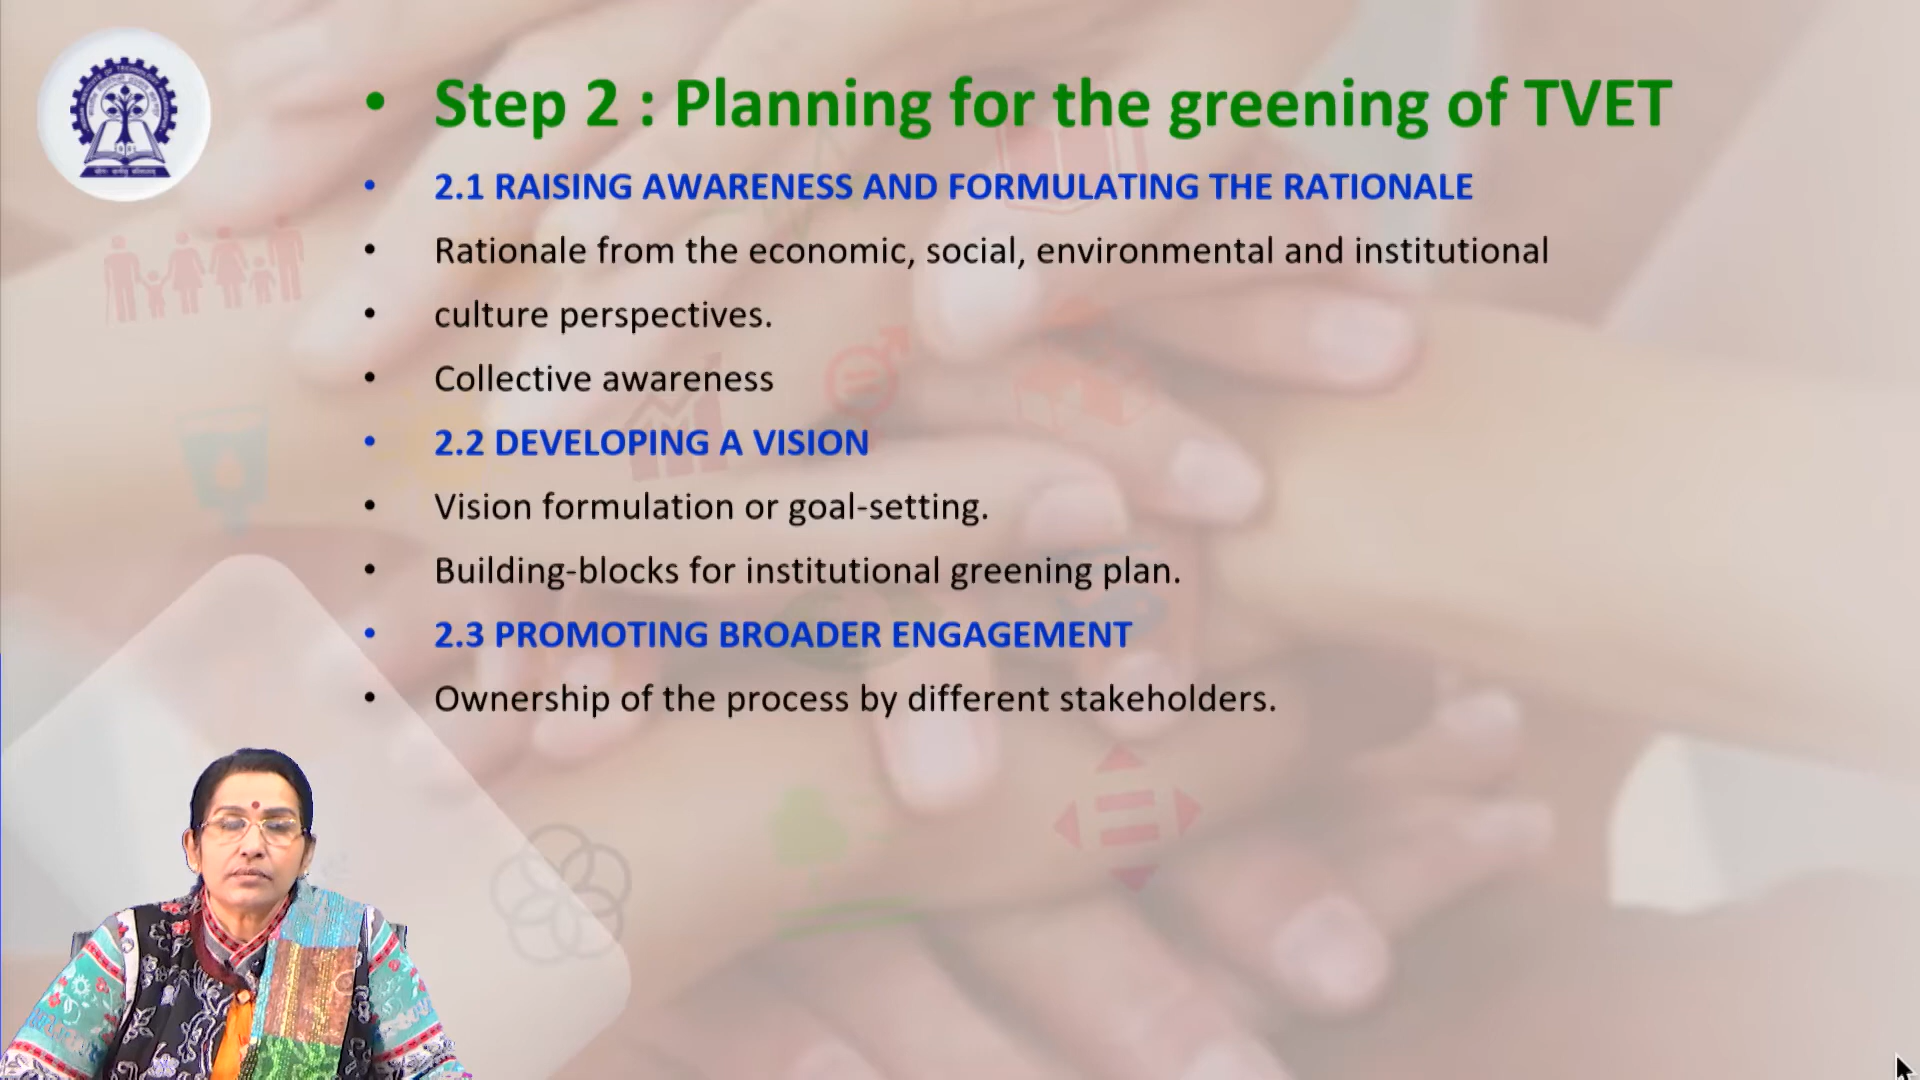 • Step 2 : Planning for the greening of TVET
• 2.1 RAISING AWARENESS AND FORMULATING THE RATIONALE
• Rationale from the economic, social, environmental and institutional
• culture perspectives.
• Collective awareness
• 2.2 DEVELOPING A VISION
• Vision formulation or goal-setting.
• Building-blocks for institutional greening plan.
• 2.3 PROMOTING BROADER ENGAGEMENT
• Ownership of the process by different stakeholders.